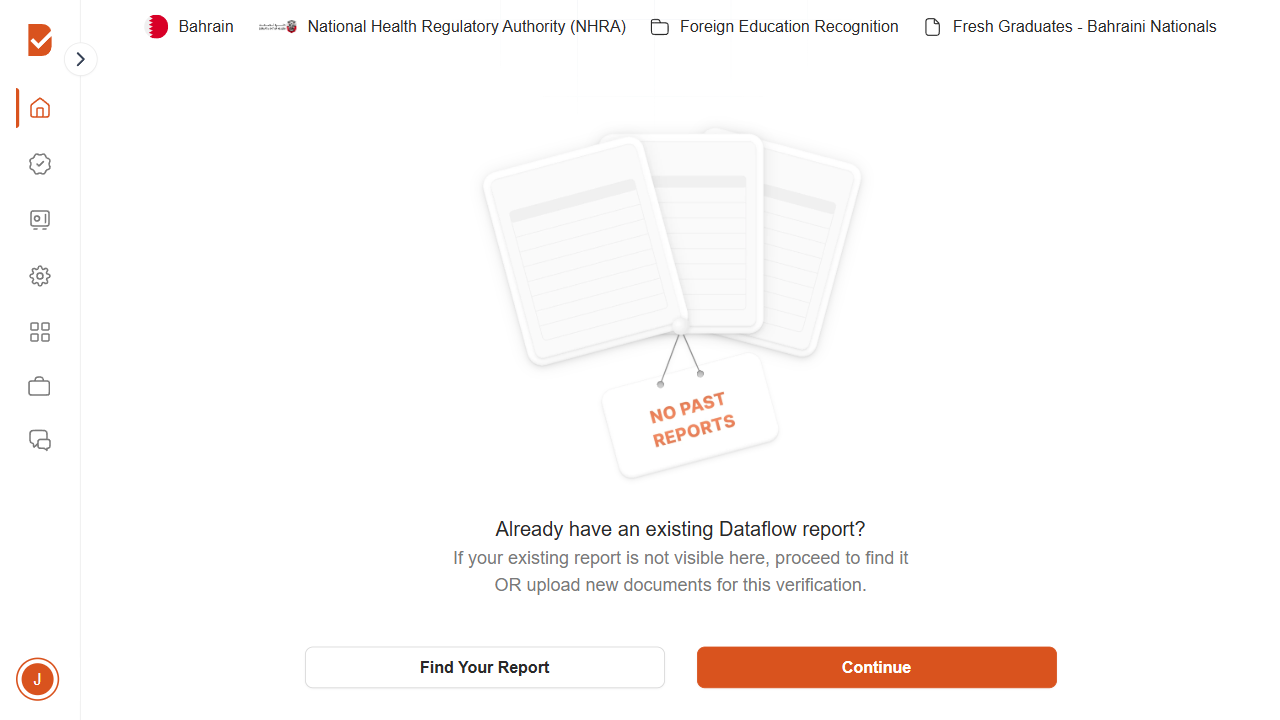 Bahrain
National Health Regulatory Authority (NHRA)
Foreign Education Recognition
Fresh Graduates - Bahraini Nationals
NO PAST
REPORTS
Already have an existing Dataflow report?
If your existing report is not visible here, proceed to find it
OR upload new documents for this verification.
Find Your Report
Continue
J